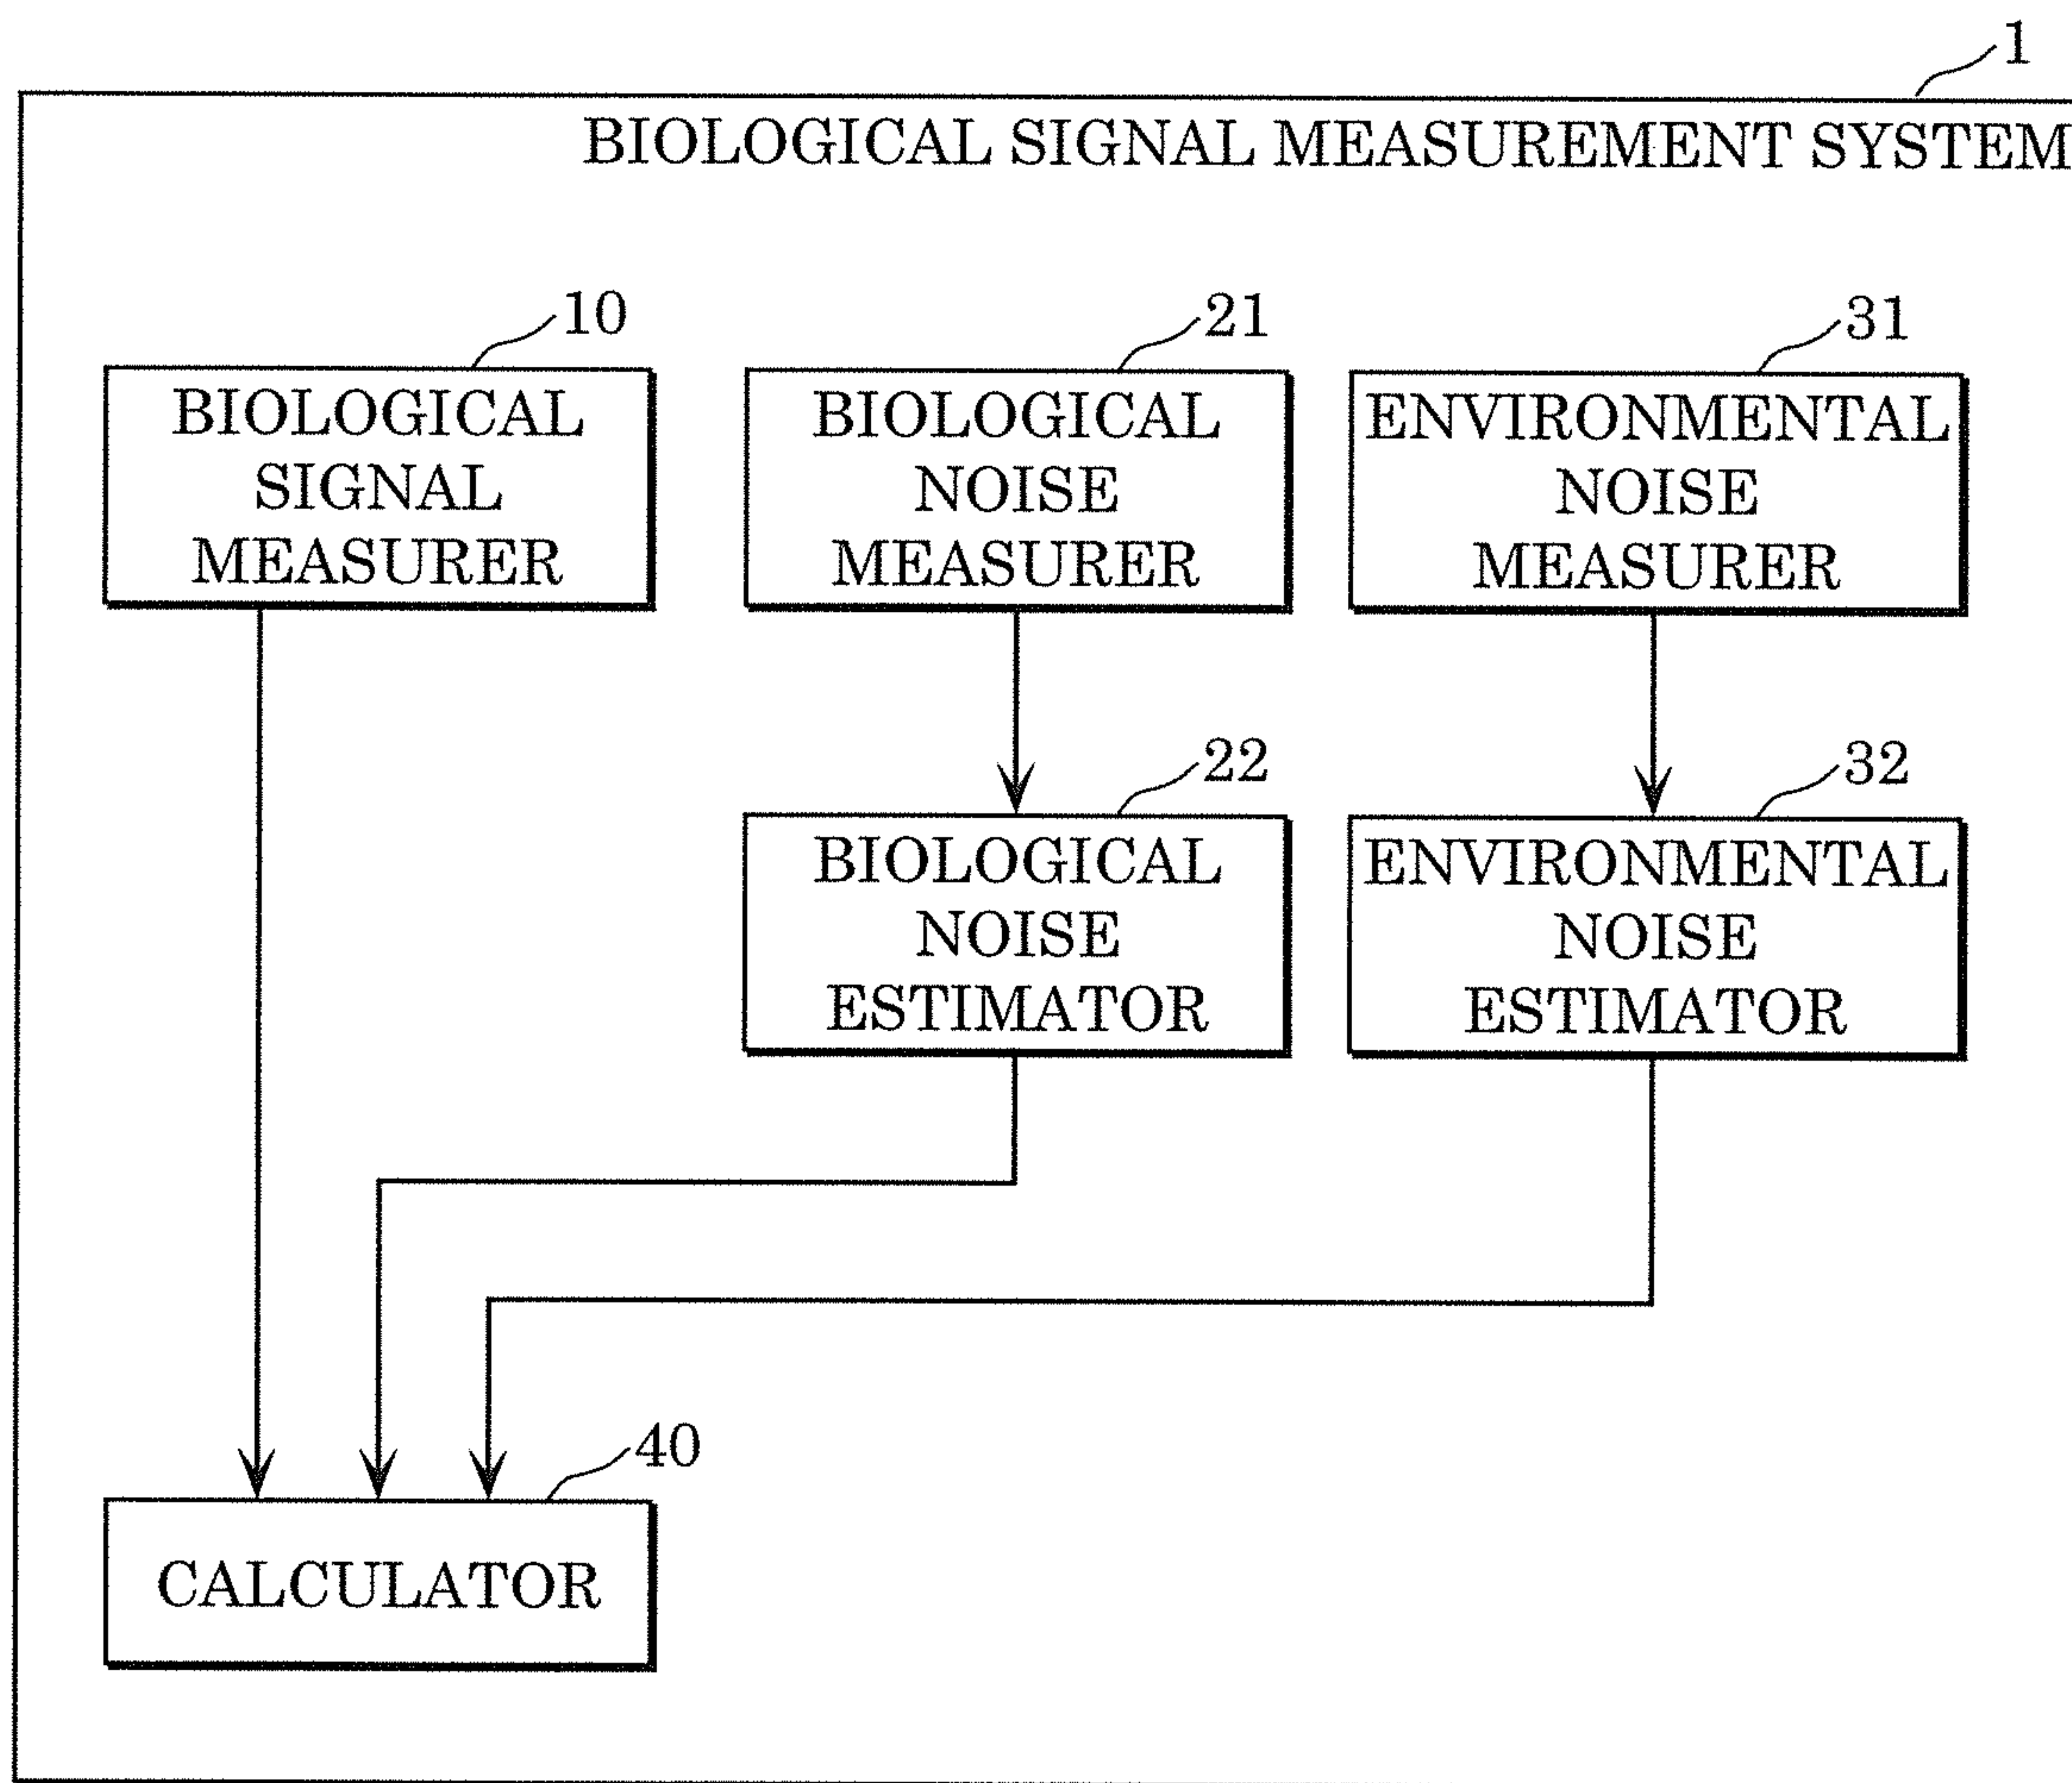 1
BIOLOGICAL SIGNAL MEASUREMENT SYSTEM
10
BIOLOGICAL
SIGNAL
MEASURER
21
BIOLOGICAL
NOISE
MEASURER
31
ENVIRONMENTAL
NOISE
MEASURER
22
BIOLOGICAL
NOISE
ESTIMATOR
32
ENVIRONMENTAL
NOISE
ESTIMATOR
40
CALCULATOR